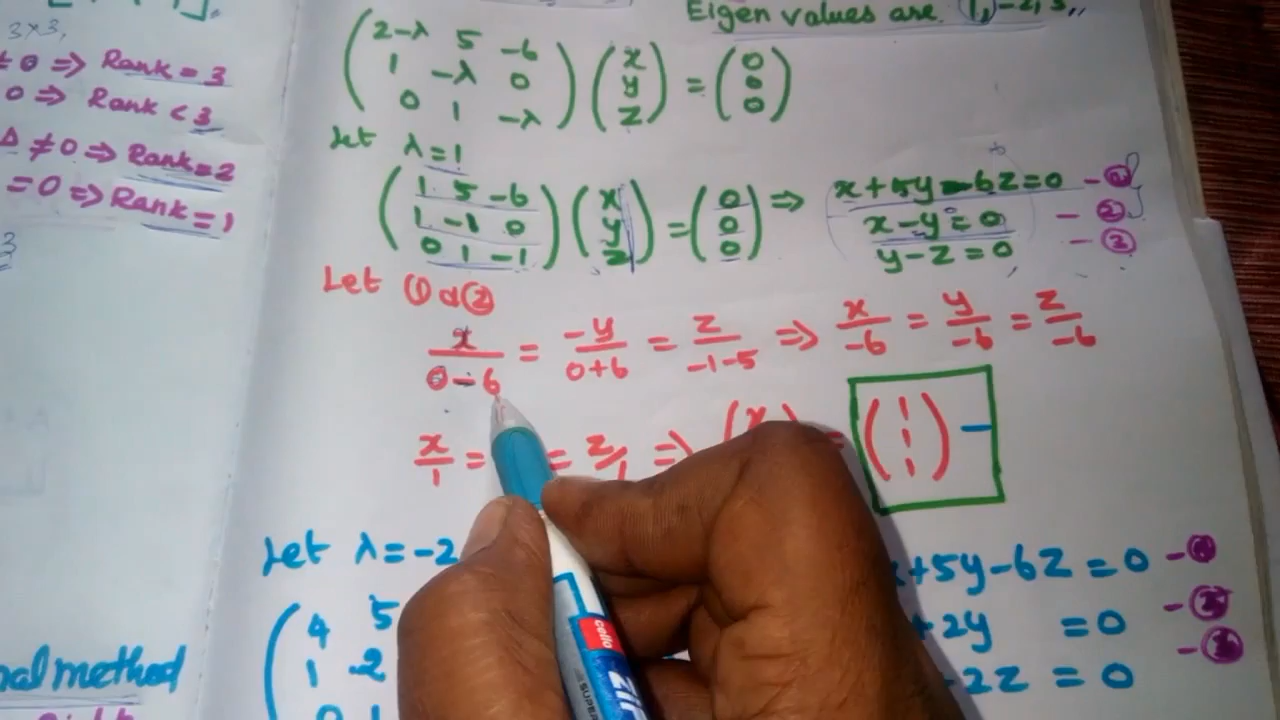 3×3,
≠ 0 ⇒ Rank = 3
0 ⇒ Rank < 3
Δ ≠ 0 ⇒ Rank = 2
= 0 ⇒ Rank = 1
3
method
Eigen values are 1, -2, 3,,
(2-λ 5 -6) (x) = (0)
(1 -λ 0) (y) (0)
(0 1 -λ) (z) (0)
Let λ = 1
(1 5 -6) (x) = (0) ⇒ x + 5y - 6z = 0 -
(1 -1 0) (y) (0) x - y = 0 - ②
(0 1 -1) (z) (0) y - z = 0 -
Let ① & ②
x/(0-6) = -y/(0+6) = z/(-1-5) ⇒ x/-6 = y/-6 = z/-6
x/1 = = z/1 ⇒ (x = (1 1 1) -
Let λ = -2
+5y-6z = 0 -
(4 5 +2y = 0 -
1 2 2z = 0 -
0 1
cello